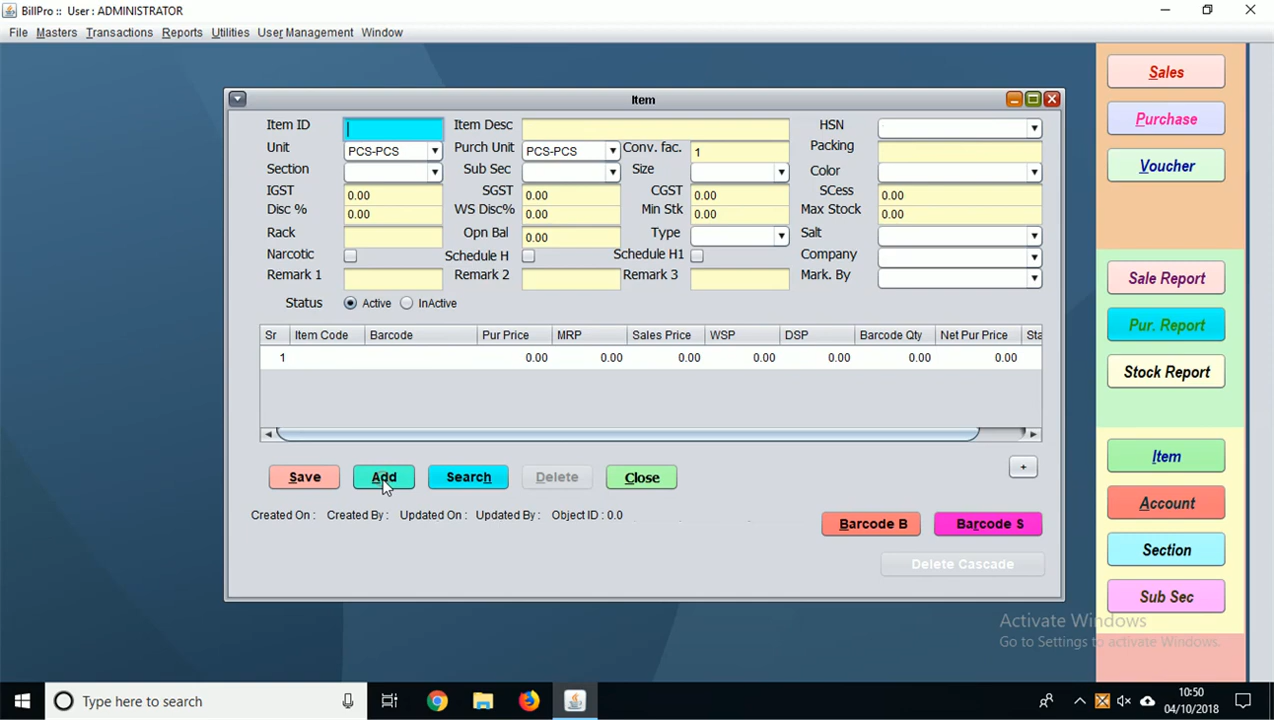 BillPro :: User : ADMINISTRATOR
File Masters Transactions Reports Utilities User Management Window
Item
Item ID Item Desc HSN
Unit PCS-PCS Purch Unit PCS-PCS Conv. fac. 1 Packing
Section Sub Sec Size Color
IGST 0.00 SGST 0.00 CGST 0.00 SCess 0.00
Disc % 0.00 WS Disc% 0.00 Min Stk 0.00 Max Stock 0.00
Rack Opn Bal 0.00 Type Salt
Narcotic Schedule H Schedule H1 Company
Remark 1 Remark 2 Remark 3 Mark. By
Status Active InActive
Sr Item Code Barcode Pur Price MRP Sales Price WSP DSP Barcode Qty Net Pur Price Sta
1 0.00 0.00 0.00 0.00 0.00 0.00 0.00
Save Add Search Delete Close +
Created On : Created By : Updated On : Updated By : Object ID : 0.0
Barcode B Barcode S
Delete Cascade
Sales
Purchase
Voucher
Sale Report
Pur. Report
Stock Report
Item
Account
Section
Sub Sec
Activate Windows
Go to Settings to activate Windows.
Type here to search
10:50
04/10/2018